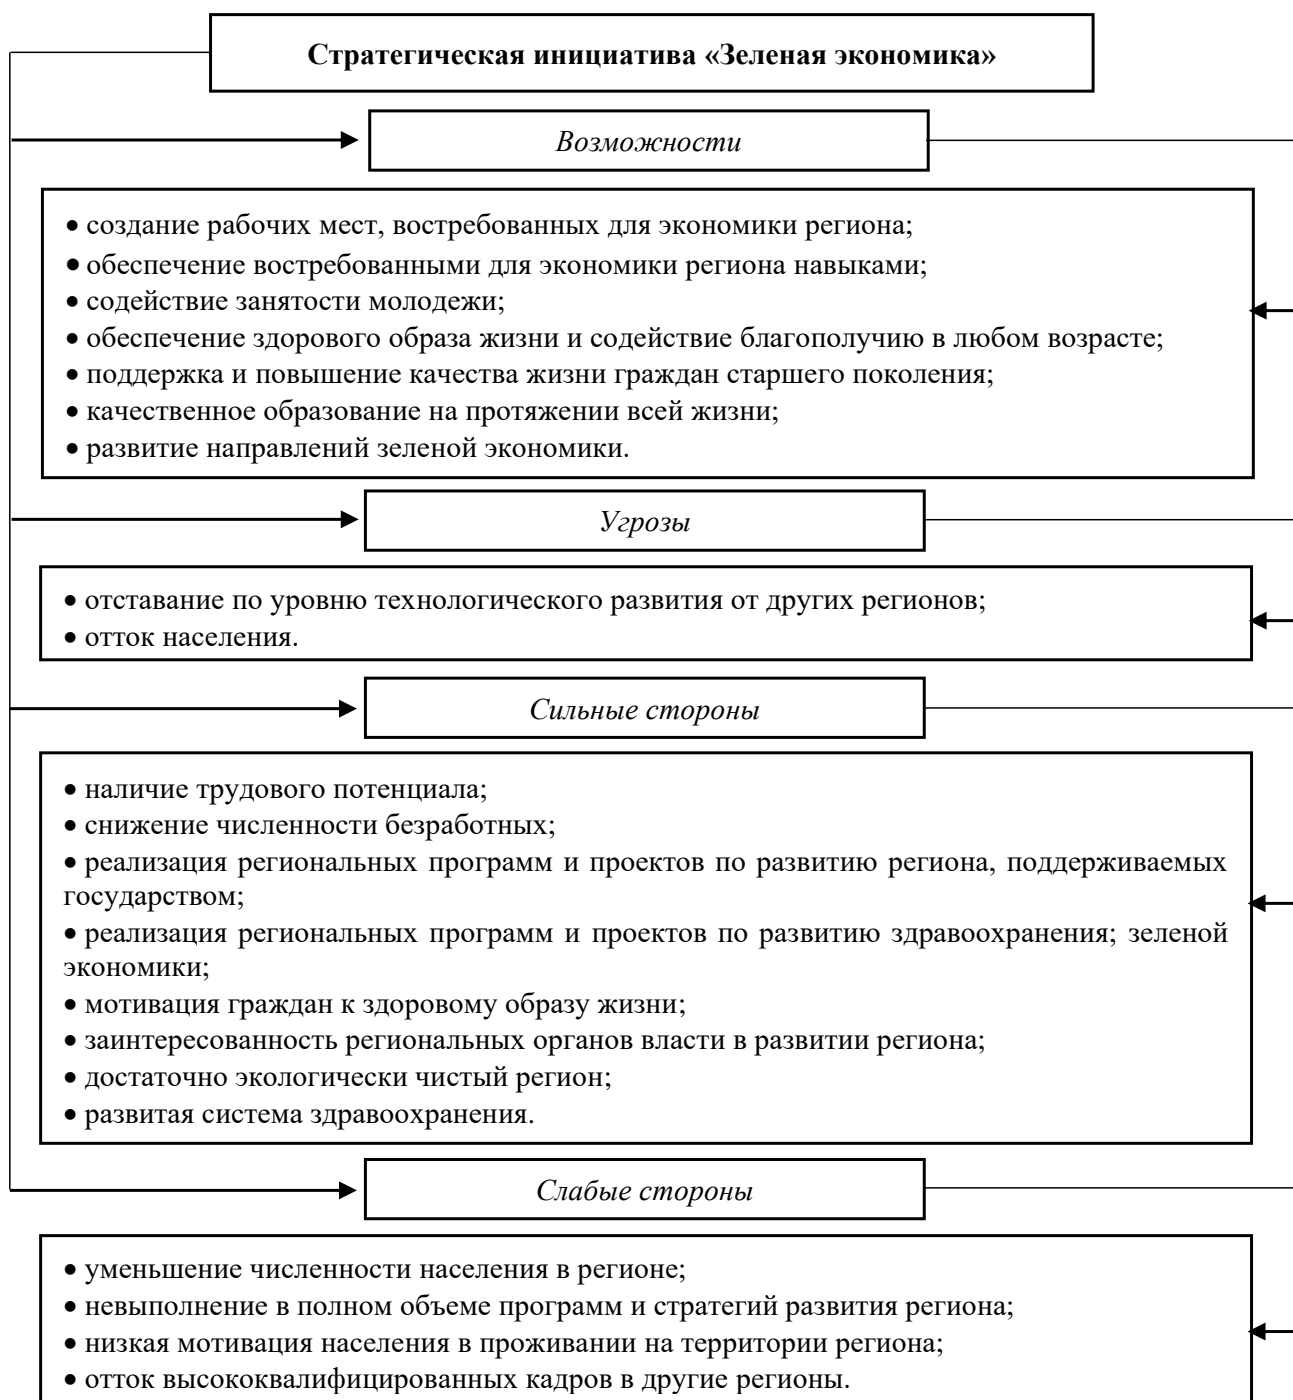 Стратегическая инициатива «Зеленая экономика»
Возможности
• создание рабочих мест, востребованных для экономики региона;
• обеспечение востребованными для экономики региона навыками;
• содействие занятости молодежи;
• обеспечение здорового образа жизни и содействие благополучию в любом возрасте;
• поддержка и повышение качества жизни граждан старшего поколения;
• качественное образование на протяжении всей жизни;
• развитие направлений зеленой экономики.
Угрозы
• отставание по уровню технологического развития от других регионов;
• отток населения.
Сильные стороны
• наличие трудового потенциала;
• снижение численности безработных;
• реализация региональных программ и проектов по развитию региона, поддерживаемых
государством;
• реализация региональных программ и проектов по развитию здравоохранения; зеленой
экономики;
• мотивация граждан к здоровому образу жизни;
• заинтересованность региональных органов власти в развитии региона;
• достаточно экологически чистый регион;
• развитая система здравоохранения.
Слабые стороны
• уменьшение численности населения в регионе;
• невыполнение в полном объеме программ и стратегий развития региона;
• низкая мотивация населения в проживании на территории региона;
• отток высококвалифицированных кадров в другие регионы.